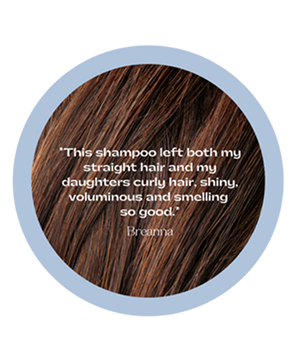 "This shampoo left both my
straight hair and my
daughters curly hair, shiny,
voluminous and smelling
so good."
Breanna